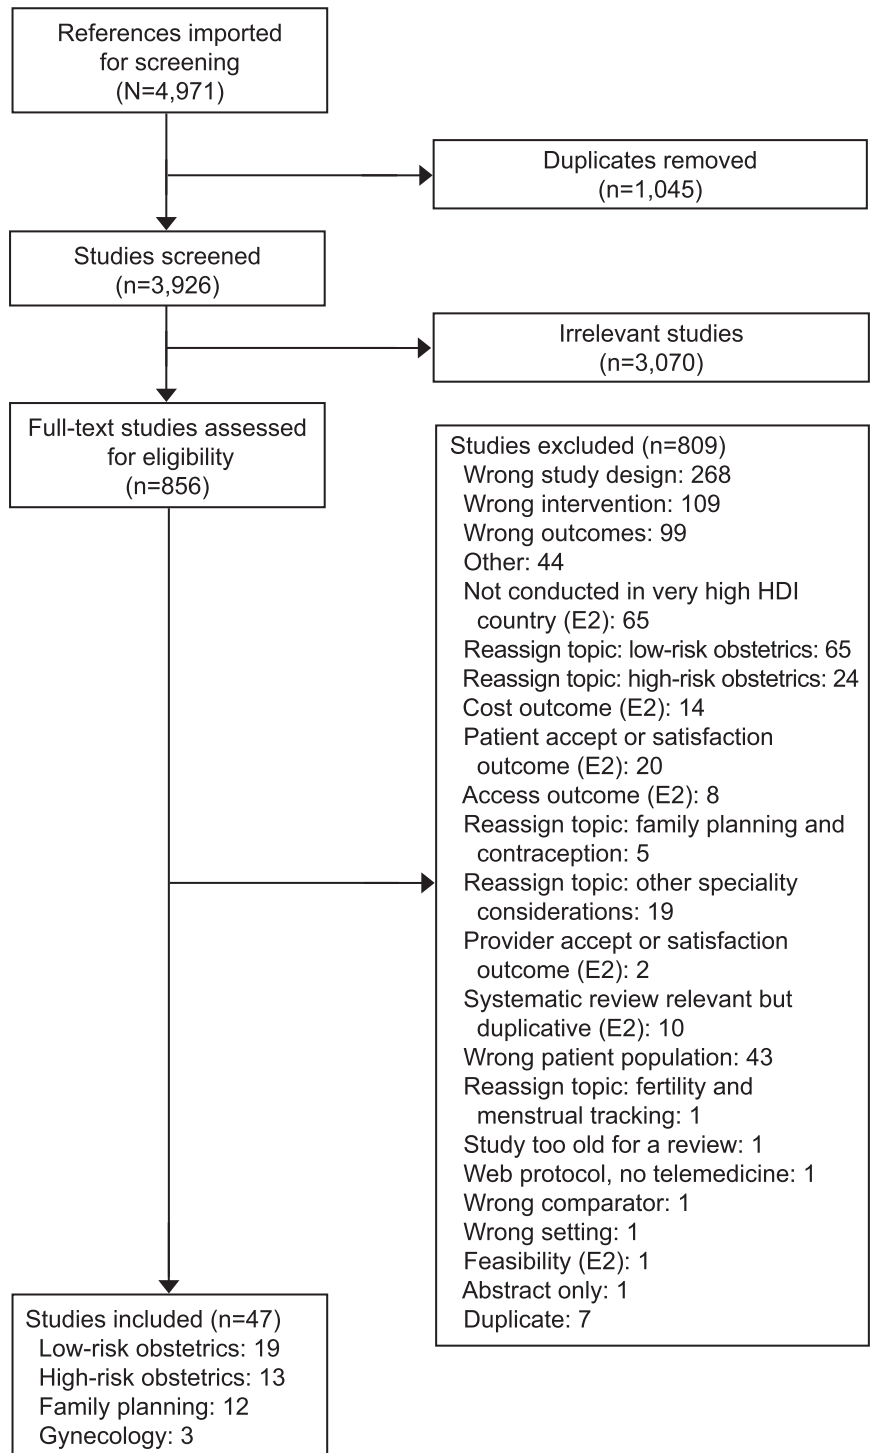 References imported
for screening
(N=4,971)
Duplicates removed
(n=1,045)
Studies screened
(n=3,926)
Irrelevant studies
(n=3,070)
Full-text studies assessed
for eligibility
(n=856)
Studies excluded (n=809)
Wrong study design: 268
Wrong intervention: 109
Wrong outcomes: 99
Other: 44
Not conducted in very high HDI
country (E2): 65
Reassign topic: low-risk obstetrics: 65
Reassign topic: high-risk obstetrics: 24
Cost outcome (E2): 14
Patient accept or satisfaction
outcome (E2): 20
Access outcome (E2): 8
Reassign topic: family planning and
contraception: 5
Reassign topic: other speciality
considerations: 19
Provider accept or satisfaction
outcome (E2): 2
Systematic review relevant but
duplicative (E2): 10
Wrong patient population: 43
Reassign topic: fertility and
menstrual tracking: 1
Study too old for a review: 1
Web protocol, no telemedicine: 1
Wrong comparator: 1
Wrong setting: 1
Feasibility (E2): 1
Abstract only: 1
Duplicate: 7
Studies included (n=47)
Low-risk obstetrics: 19
High-risk obstetrics: 13
Family planning: 12
Gynecology: 3